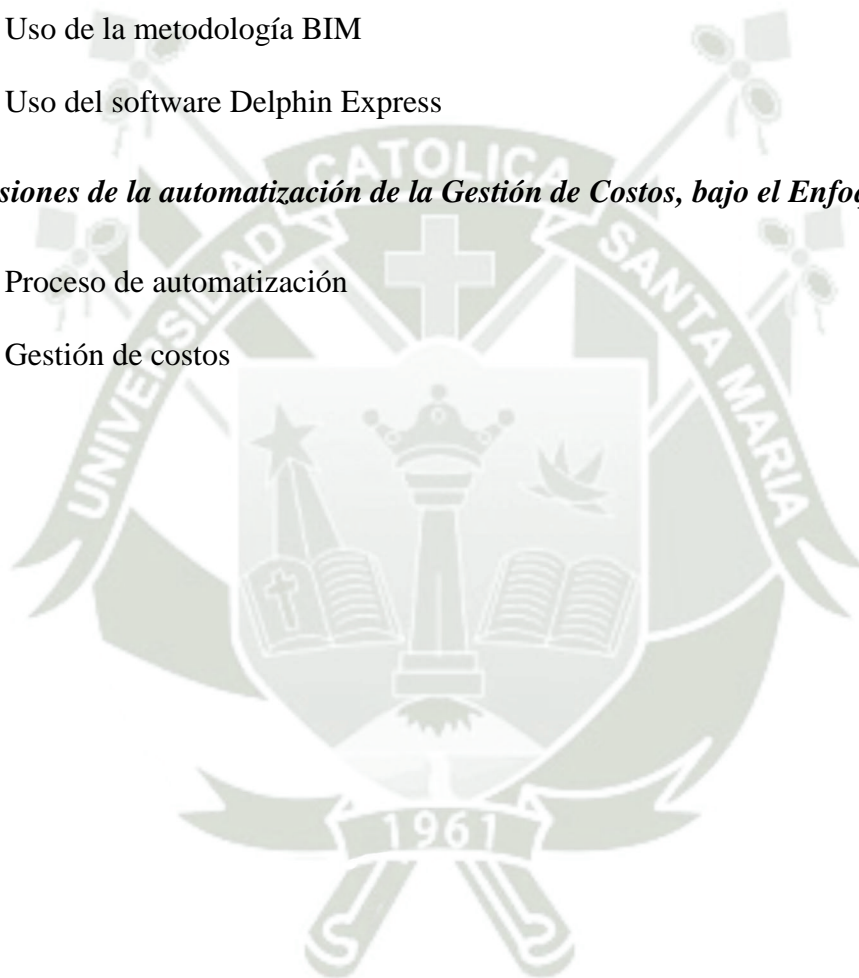 Uso de la metodología BIM
Uso del software Delphin Express
siones de la automatización de la Gestión de Costos, bajo el Enfoq
Proceso de automatización
Gestión de costos
UNIVERSIDAD CATOLICA SANTA MARIA
1961